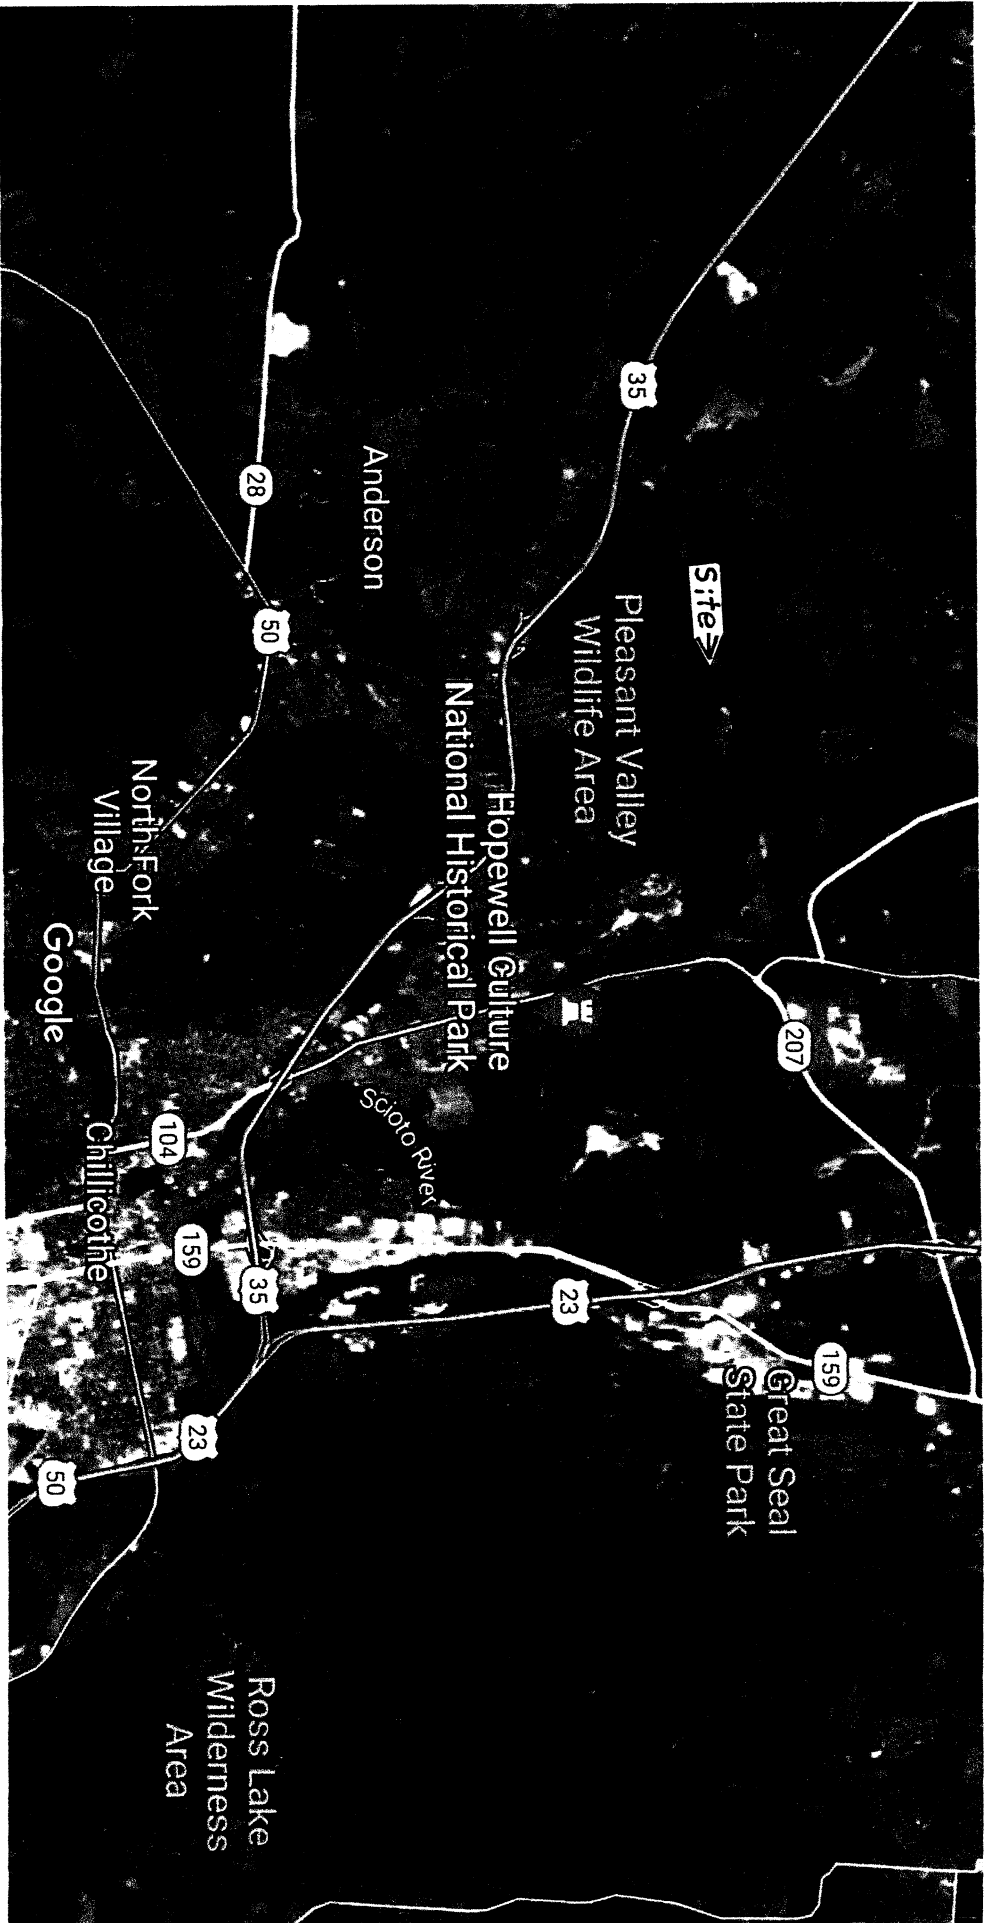 159
207
Great Seal
State Park
Site→
35
Pleasant Valley
Wildlife Area
23
Hopewell Culture
National Historical Park
Scioto River
Anderson
50
35
28
Ross Lake
Wilderness
Area
23
159
104
North Fork
Village
Chillicothe
Google
50